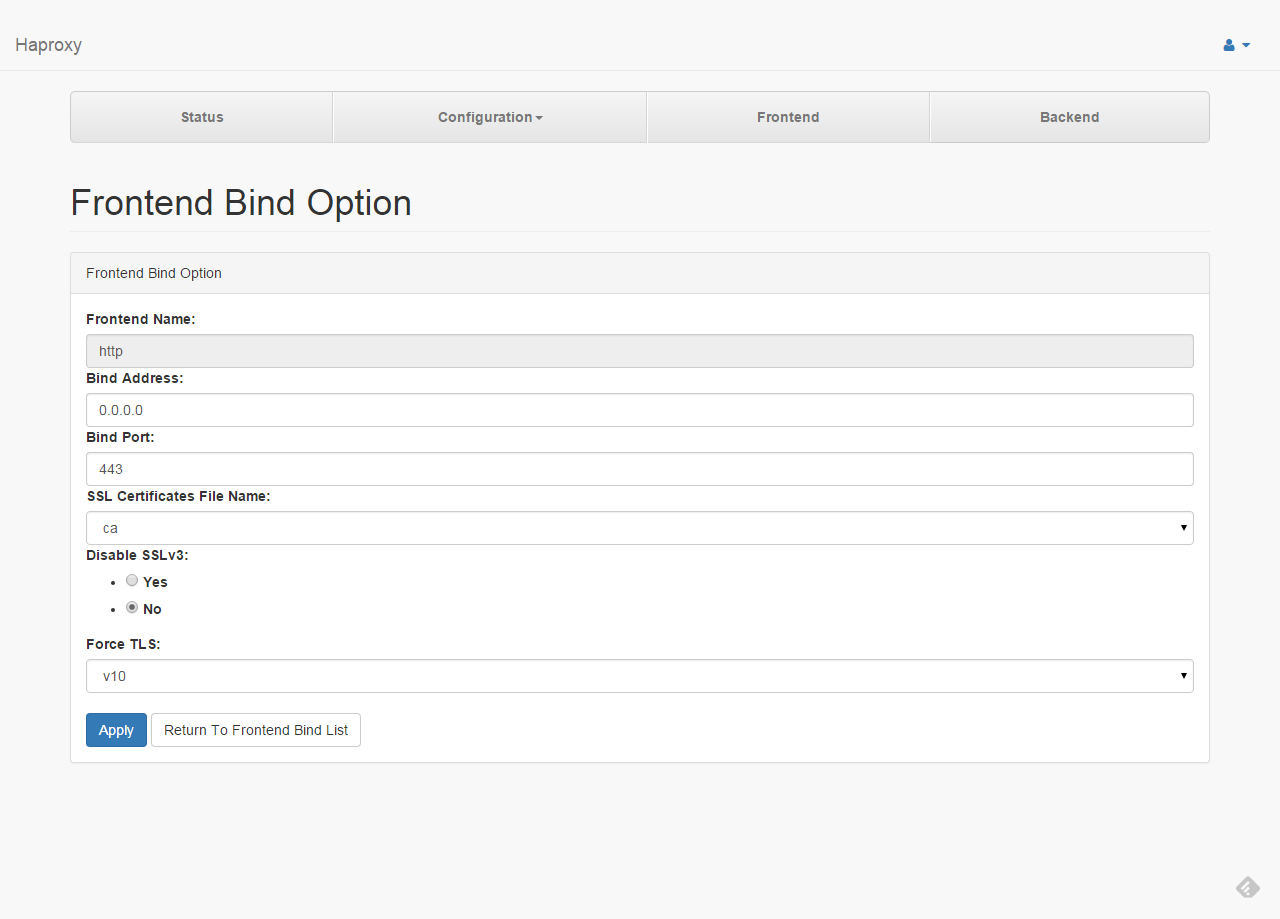 Haproxy
Status Configuration Frontend Backend
Frontend Bind Option
Frontend Bind Option
Frontend Name:
http
Bind Address:
0.0.0.0
Bind Port:
443
SSL Certificates File Name:
ca
Disable SSLv3:
Yes
No
Force TLS:
v10
Apply Return To Frontend Bind List